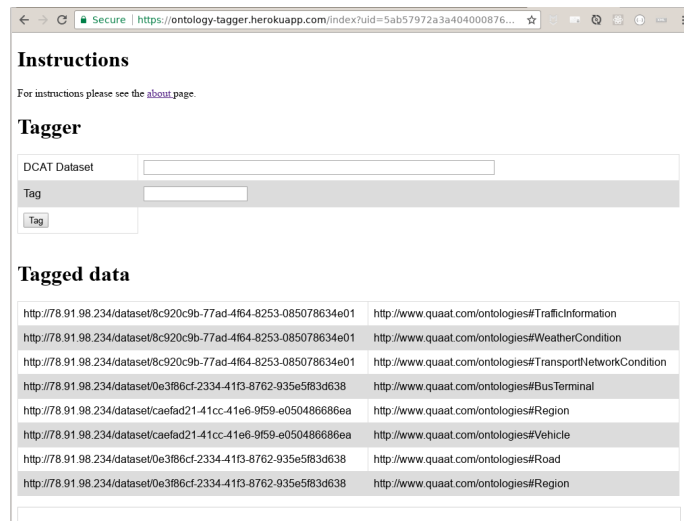 Secure | https://ontology-tagger.herokuapp.com/index?uid=5ab57972a3a404000876...
Instructions
For instructions please see the about page.
Tagger
DCAT Dataset
Tag
Tag
Tagged data
http://78.91.98.234/dataset/8c920c9b-77ad-4f64-8253-085078634e01 http://www.quaat.com/ontologies#TrafficInformation
http://78.91.98.234/dataset/8c920c9b-77ad-4f64-8253-085078634e01 http://www.quaat.com/ontologies#WeatherCondition
http://78.91.98.234/dataset/8c920c9b-77ad-4f64-8253-085078634e01 http://www.quaat.com/ontologies#TransportNetworkCondition
http://78.91.98.234/dataset/0e3f86cf-2334-41f3-8762-935e5f83d638 http://www.quaat.com/ontologies#BusTerminal
http://78.91.98.234/dataset/caefad21-41cc-41e6-9f59-e050486686ea http://www.quaat.com/ontologies#Region
http://78.91.98.234/dataset/caefad21-41cc-41e6-9f59-e050486686ea http://www.quaat.com/ontologies#Vehicle
http://78.91.98.234/dataset/0e3f86cf-2334-41f3-8762-935e5f83d638 http://www.quaat.com/ontologies#Road
http://78.91.98.234/dataset/0e3f86cf-2334-41f3-8762-935e5f83d638 http://www.quaat.com/ontologies#Region